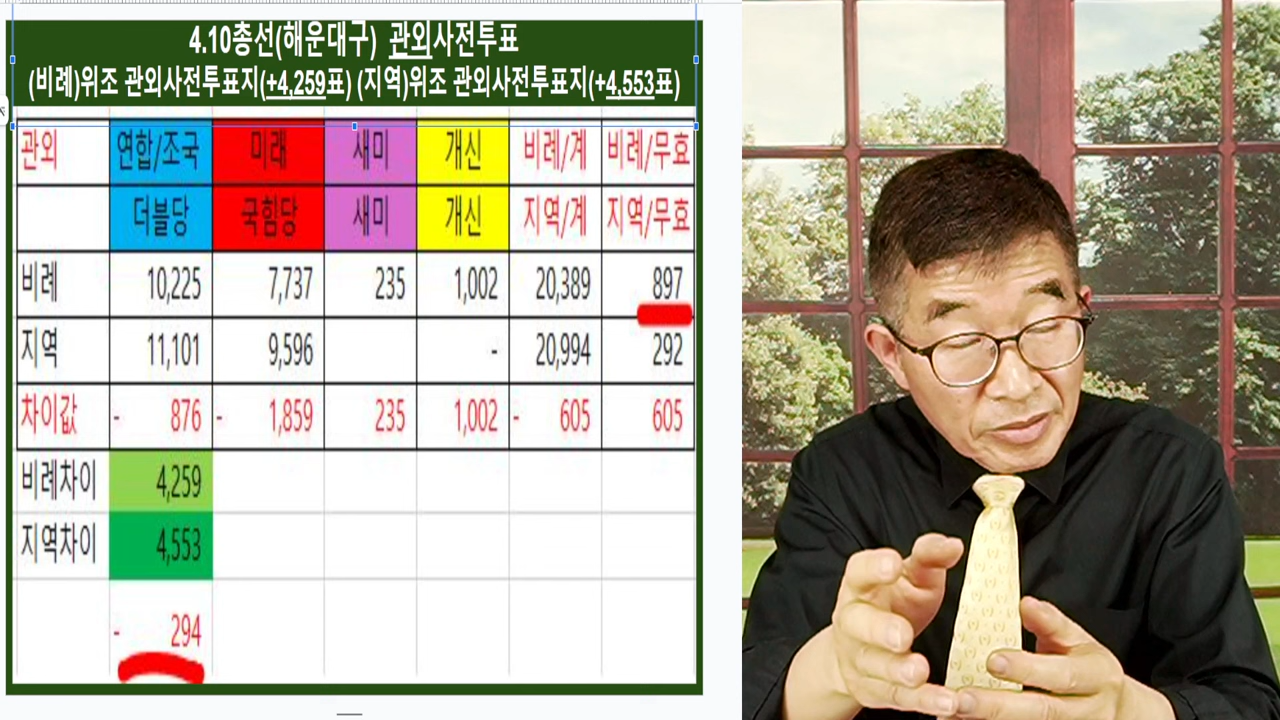 4.10총선(해운대구) 관외사전투표
(비례)위조 관외사전투표지(+4,259표) (지역)위조 관외사전투표지(+4,553표)
관외 연합/조국 미래 새미 개신 비례/계 비례/무효
더블당 국힘당 새미 개신 지역/계 지역/무효
비례 10,225 7,737 235 1,002 20,389 897
지역 11,101 9,596 - 20,994 292
차이값 - 876 - 1,859 235 1,002 - 605 605
비례차이 4,259
지역차이 4,553
- 294